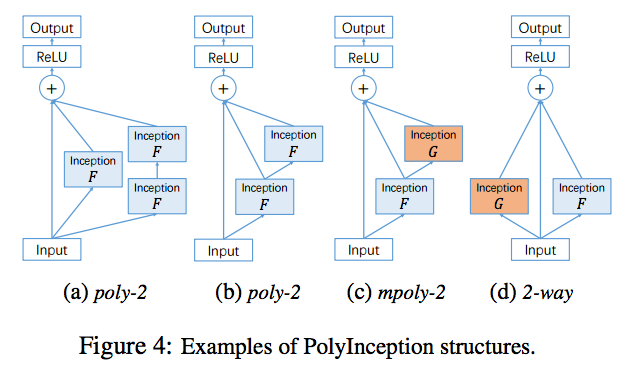 Output
ReLU
+
Inception
F
Inception
F
Inception
F
Input
(a) poly-2
Output
ReLU
+
Inception
F
Inception
F
Input
(b) poly-2
Output
ReLU
+
Inception
G
Inception
F
Input
(c) mpoly-2
Output
ReLU
+
Inception
G
Inception
F
Input
(d) 2-way
Figure 4: Examples of PolyInception structures.